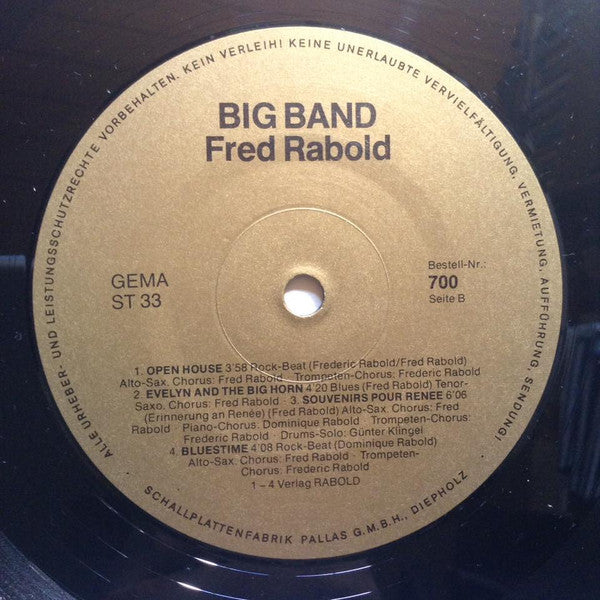 ALLE URHEBER- UND LEISTUNGSSCHUTZRECHTE VORBEHALTEN. KEIN VERLEIH! KEINE UNERLAUBTE VERVIELFÄLTIGUNG, VERMIETUNG, AUFFÜHRUNG, SENDUNG!
BIG BAND
Fred Rabold
GEMA
ST 33
Bestell-Nr.:
700
Seite B
1. OPEN HOUSE 3'58 Rock-Beat (Frederic Rabold/Fred Rabold)
Alto-Sax. Chorus: Fred Rabold · Trompeten-Chorus: Frederic Rabold
2. EVELYN AND THE BIG HORN 4'20 Blues (Fred Rabold) Tenor-
Saxo. Chorus: Fred Rabold · 3. SOUVENIRS POUR RENEE 6'06
(Erinnerung an Renée) (Fred Rabold) Alto-Sax. Chorus: Fred
Rabold · Piano-Chorus: Dominique Rabold · Trompeten-Chorus:
Frederic Rabold · Drums-Solo: Günter Klingel
4. BLUESTIME 4'08 Rock-Beat (Dominique Rabold)
Alto-Sax. Chorus: Fred Rabold · Trompeten-
Chorus: Frederic Rabold
1–4 Verlag RABOLD
SCHALLPLATTENFABRIK PALLAS G.M.B.H., DIEPHOLZ